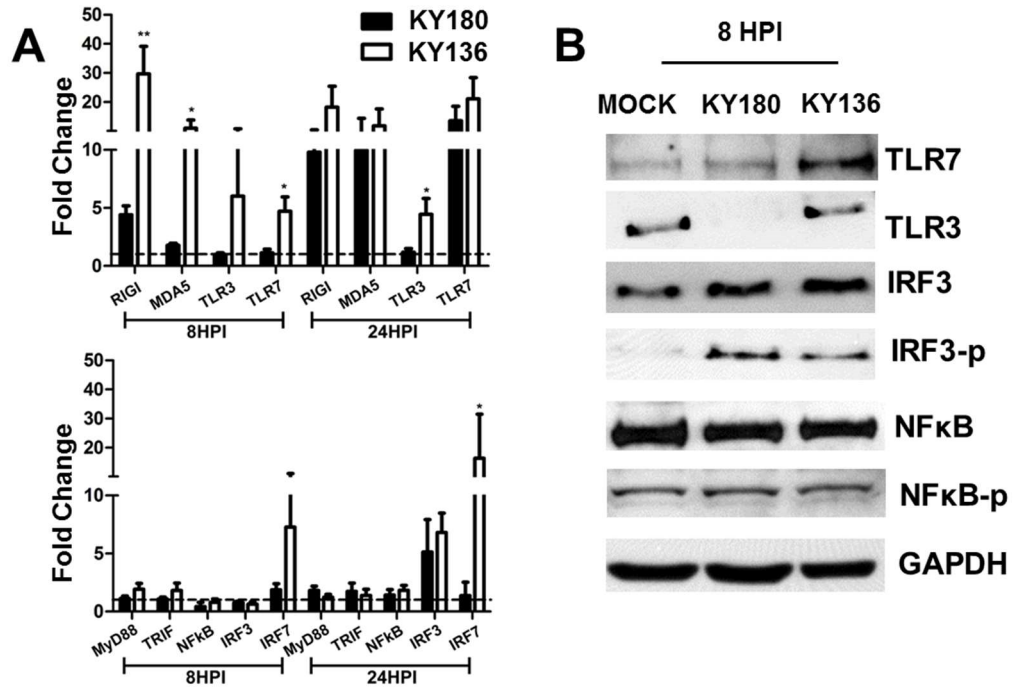 A
KY180
KY136
Fold Change
50
40
30
20
10
5
0
**
*
*
*
RIGI
MDA5
TLR3
TLR7
RIGI
MDA5
TLR3
TLR7
8HPI
24HPI
Fold Change
50
40
30
20
10
5
0
*
MyD88
TRIF
NFkB
IRF3
IRF7
MyD88
TRIF
NFkB
IRF3
IRF7
8HPI
24HPI
B
8 HPI
MOCK KY180 KY136
TLR7
TLR3
IRF3
IRF3-p
NFκB
NFκB-p
GAPDH